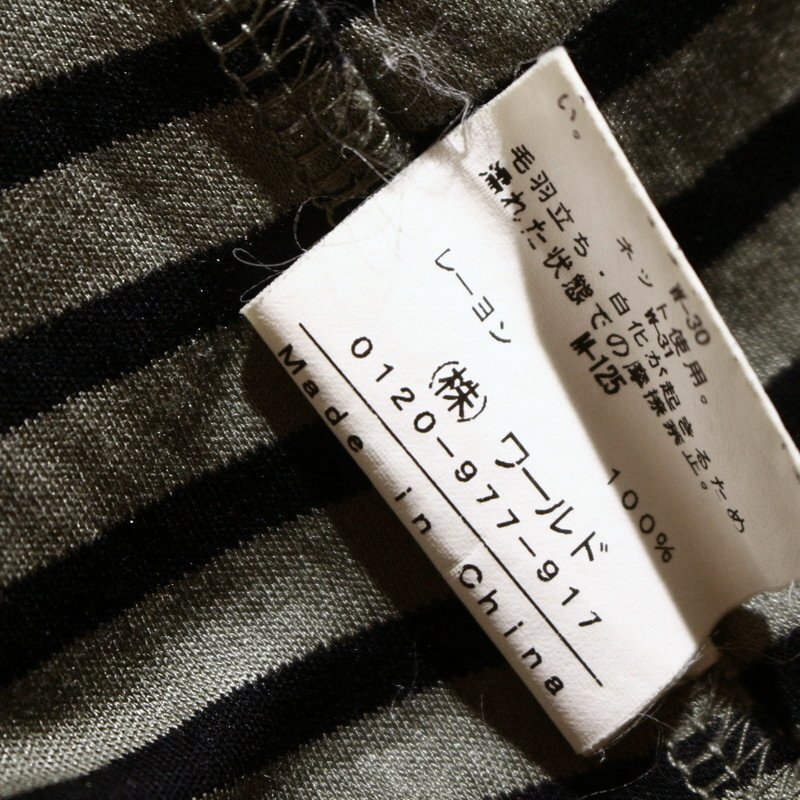 い。
ネット使用。
W-30
W-31
毛羽立ち・白化が起きるため
濡れた状態での摩擦禁止。
W-125
レーヨン 100%
(株) ワールド
0120-977-917
Made in China